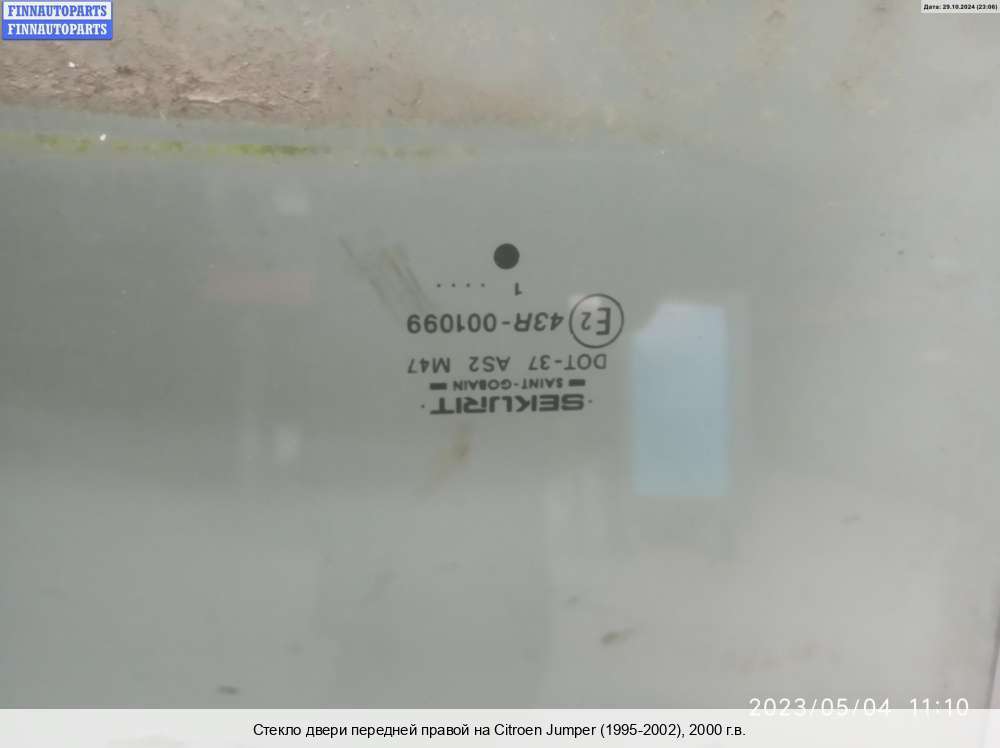 FINNAUTOPARTS
FINNAUTOPARTS
Дата: 29.10.2024 (23:06)
SEKURIT
SAINT-GOBAIN
DOT-37 AS2 M47
E2 43R-001099
1 ....
2023/05/04 11:10
Стекло двери передней правой на Citroen Jumper (1995-2002), 2000 г.в.